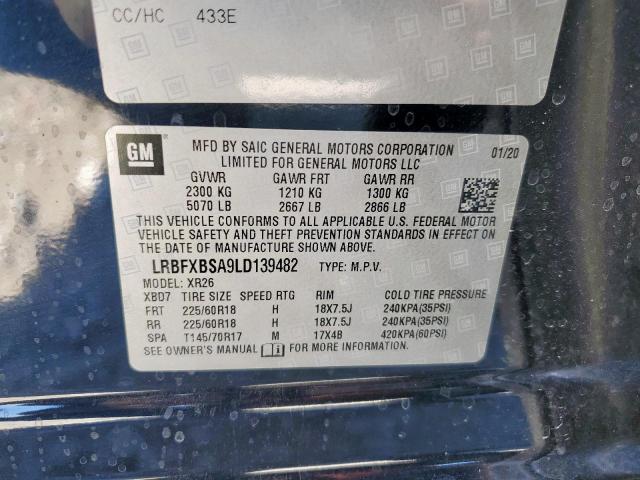 CC/HC 433E
GM
MFD BY SAIC GENERAL MOTORS CORPORATION 01/20
LIMITED FOR GENERAL MOTORS LLC
GVWR GAWR FRT GAWR RR
2300 KG 1210 KG 1300 KG
5070 LB 2667 LB 2866 LB
THIS VEHICLE CONFORMS TO ALL APPLICABLE U.S. FEDERAL MOTOR
VEHICLE SAFETY AND THEFT PREVENTION STANDARDS IN EFFECT ON
THE DATE OF MANUFACTURE SHOWN ABOVE.
LRBFXBSA9LD139482 TYPE: M.P.V.
MODEL: XR26
XBD7 TIRE SIZE SPEED RTG RIM COLD TIRE PRESSURE
FRT 225/60R18 H 18X7.5J 240KPA(35PSI)
RR 225/60R18 H 18X7.5J 240KPA(35PSI)
SPA T145/70R17 M 17X4B 420KPA(60PSI)
SEE OWNER'S MANUAL FOR MORE INFORMATION